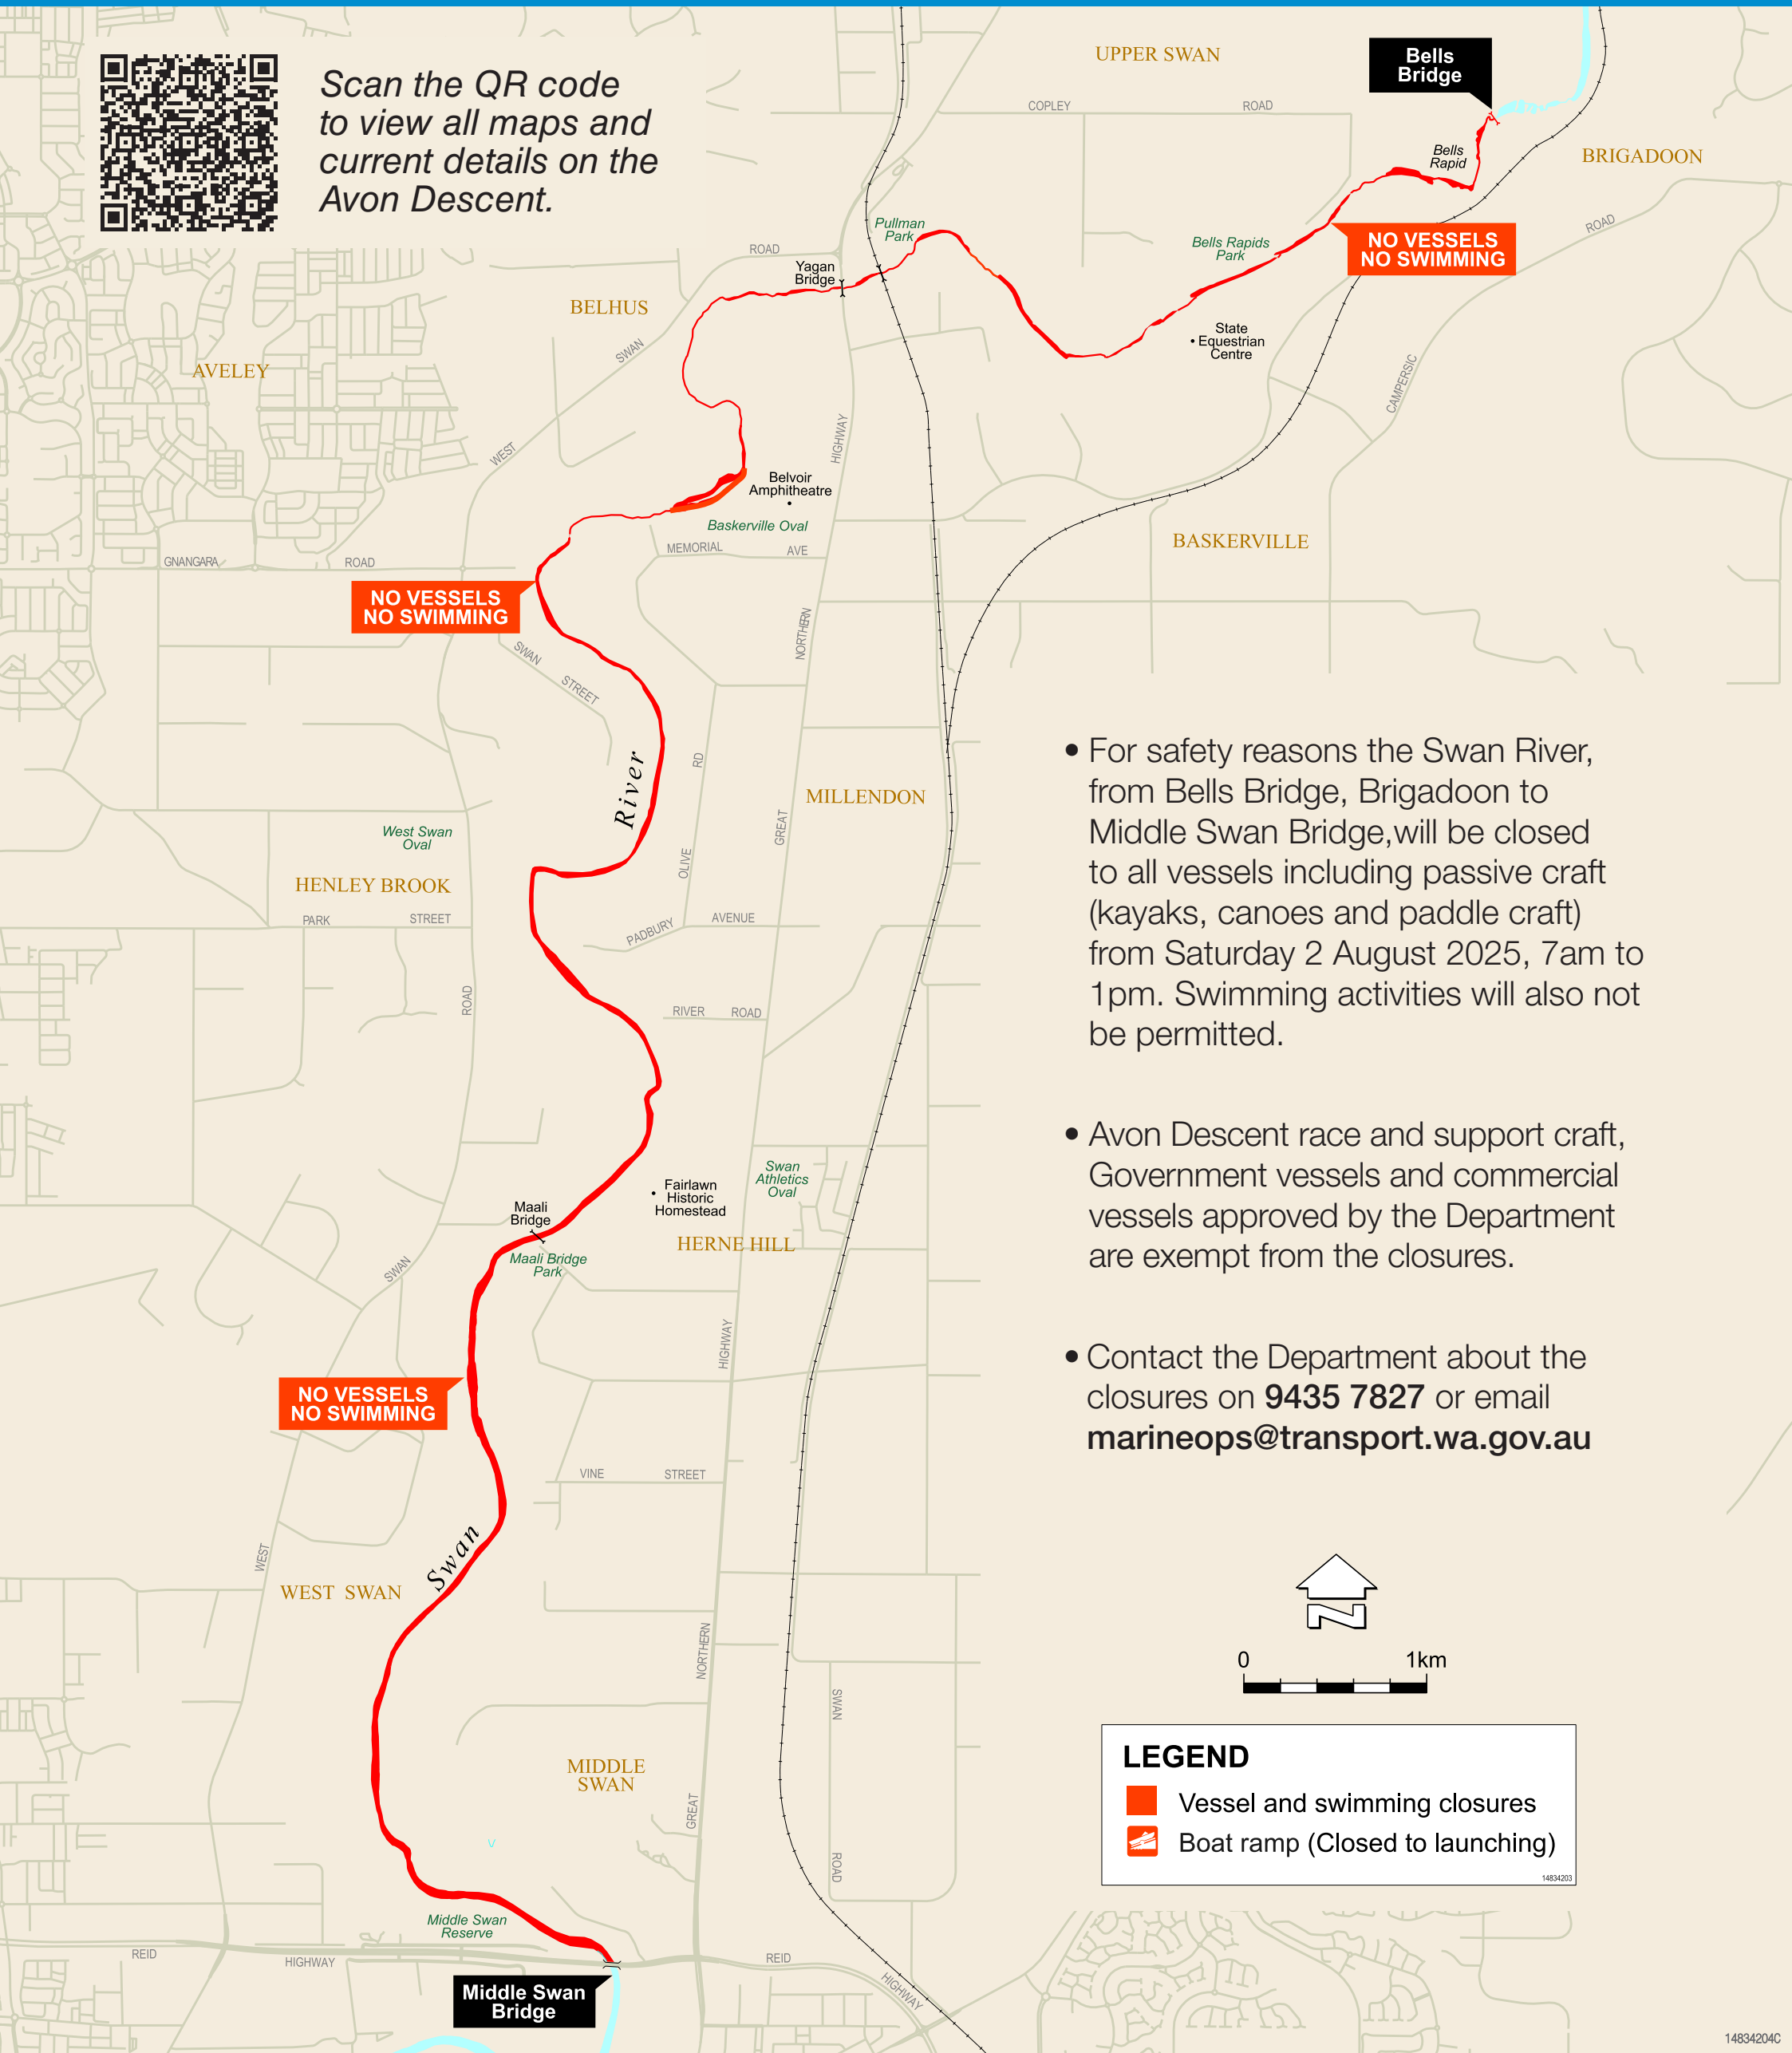 Scan the QR code
to view all maps and
current details on the
Avon Descent.
UPPER SWAN
Bells
Bridge
COPLEY ROAD
Bells
Rapid
BRIGADOON
Pullman
Park
ROAD
Bells Rapids
Park
NO VESSELS
NO SWIMMING
ROAD
Yagan
Bridge
BELHUS
State
Equestrian
Centre
SWAN
AVELEY
CAMPERSIC
HIGHWAY
WEST
Belvoir
Amphitheatre
Baskerville Oval
BASKERVILLE
MEMORIAL AVE
GNANGARA ROAD
NO VESSELS
NO SWIMMING
NORTHERN
SWAN
STREET
River
RD
MILLENDON
GREAT
West Swan
Oval
OLIVE
HENLEY BROOK
PARK STREET
PADBURY AVENUE
ROAD
RIVER ROAD
• For safety reasons the Swan River,
from Bells Bridge, Brigadoon to
Middle Swan Bridge,will be closed
to all vessels including passive craft
(kayaks, canoes and paddle craft)
from Saturday 2 August 2025, 7am to
1pm. Swimming activities will also not
be permitted.
• Avon Descent race and support craft,
Government vessels and commercial
vessels approved by the Department
are exempt from the closures.
• Contact the Department about the
closures on 9435 7827 or email
marineops@transport.wa.gov.au
Swan
Athletics
Oval
Fairlawn
Historic
Homestead
Maali
Bridge
HERNE HILL
Maali Bridge
Park
SWAN
HIGHWAY
NO VESSELS
NO SWIMMING
VINE STREET
Swan
WEST
WEST SWAN
NORTHERN
SWAN
MIDDLE
SWAN
GREAT
ROAD
Middle Swan
Reserve
REID
HIGHWAY
REID
HIGHWAY
Middle Swan
Bridge
N
0 1km
LEGEND
Vessel and swimming closures
Boat ramp (Closed to launching)
14834203
14834204C